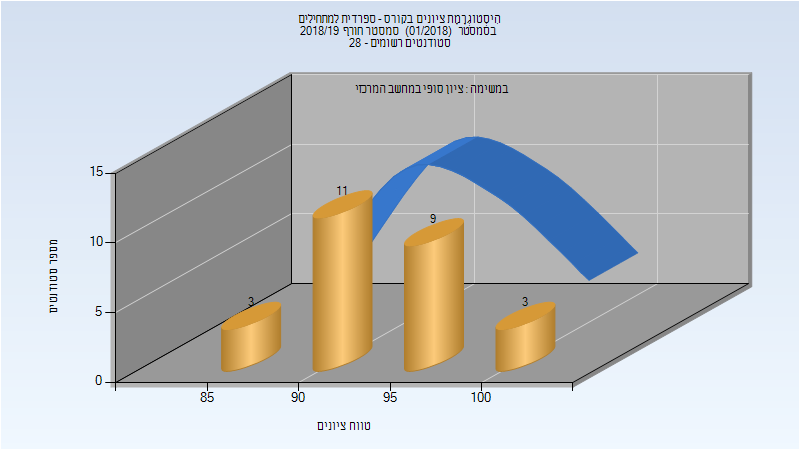 היסטוגרמת ציונים בקורס - ספרדית למתחילים
בסמסטר (01/2018) סמסטר חורף 2018/19
סטודנטים רשומים - 28
במשימה : ציון סופי במחשב המרכזי
15
10
5
0
מספר סטודנטים
3
11
9
3
85
90
95
100
טווח ציונים